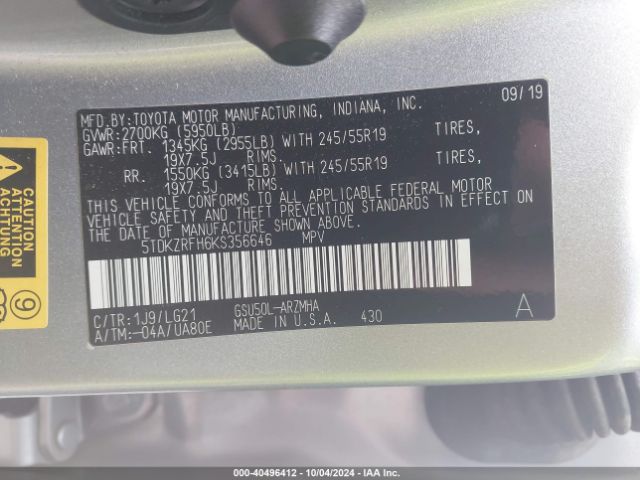 MFD.BY:TOYOTA MOTOR MANUFACTURING, INDIANA, INC. 09/19
GVWR:2700KG (5950LB)
GAWR:FRT. 1345KG (2955LB) WITH 245/55R19 TIRES,
19X7.5J RIMS.
RR. 1550KG (3415LB) WITH 245/55R19 TIRES,
19X7.5J RIMS.
THIS VEHICLE CONFORMS TO ALL APPLICABLE FEDERAL MOTOR
VEHICLE SAFETY AND THEFT PREVENTION STANDARDS IN EFFECT ON
THE DATE OF MANUFACTURE SHOWN ABOVE.
5TDKZRFH6KS356646 MPV
C/TR:1J9/LG21 GSU50L-ARZMHA
A/TM:-04A/UA80E MADE IN U.S.A. 430 A
CAUTION
ATTENTION
ACHTUNG
9
000-40496412 - 10/04/2024 - IAAI.com